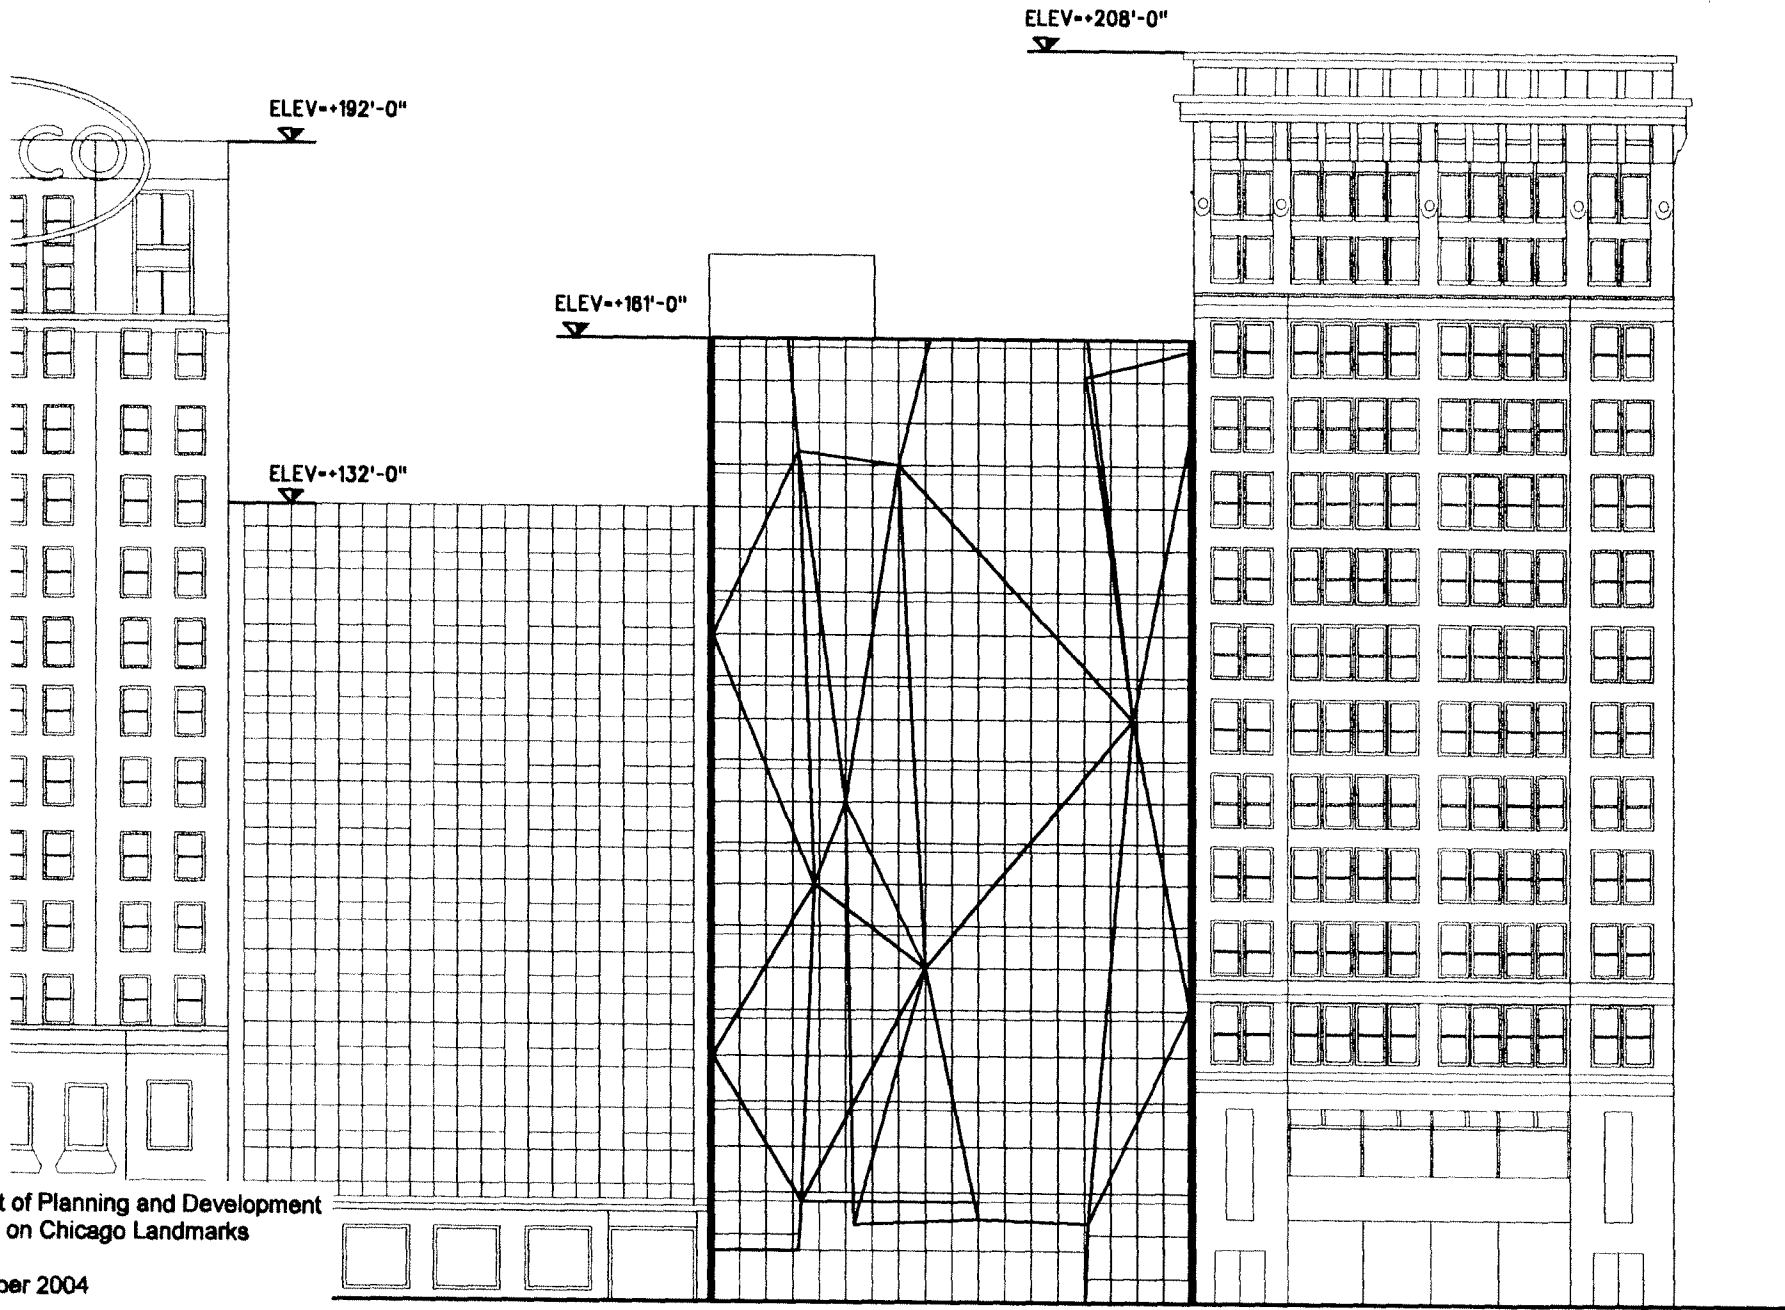 ELEV=+208'-0"
ELEV=+192'-0"
CO
ELEV=+161'-0"
ELEV=+132'-0"
t of Planning and Development
on Chicago Landmarks
ber 2004